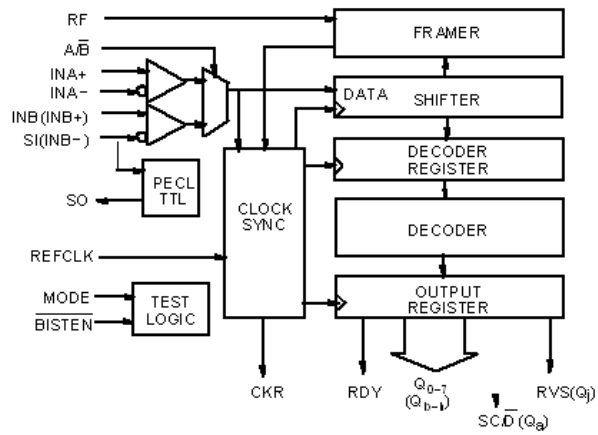 RF
FRAMER
A/B̅
INA+
INA−
DATA
SHIFTER
INB(INB+)
SI(INB−)
DECODER
REGISTER
PECL
TTL
CLOCK
SYNC
SO
DECODER
REFCLK
MODE
TEST
LOGIC
OUTPUT
REGISTER
BISTEN
CKR
RDY
Q0−7
(Qb−h)
RVS(Qj)
SC/D̅(Qa)